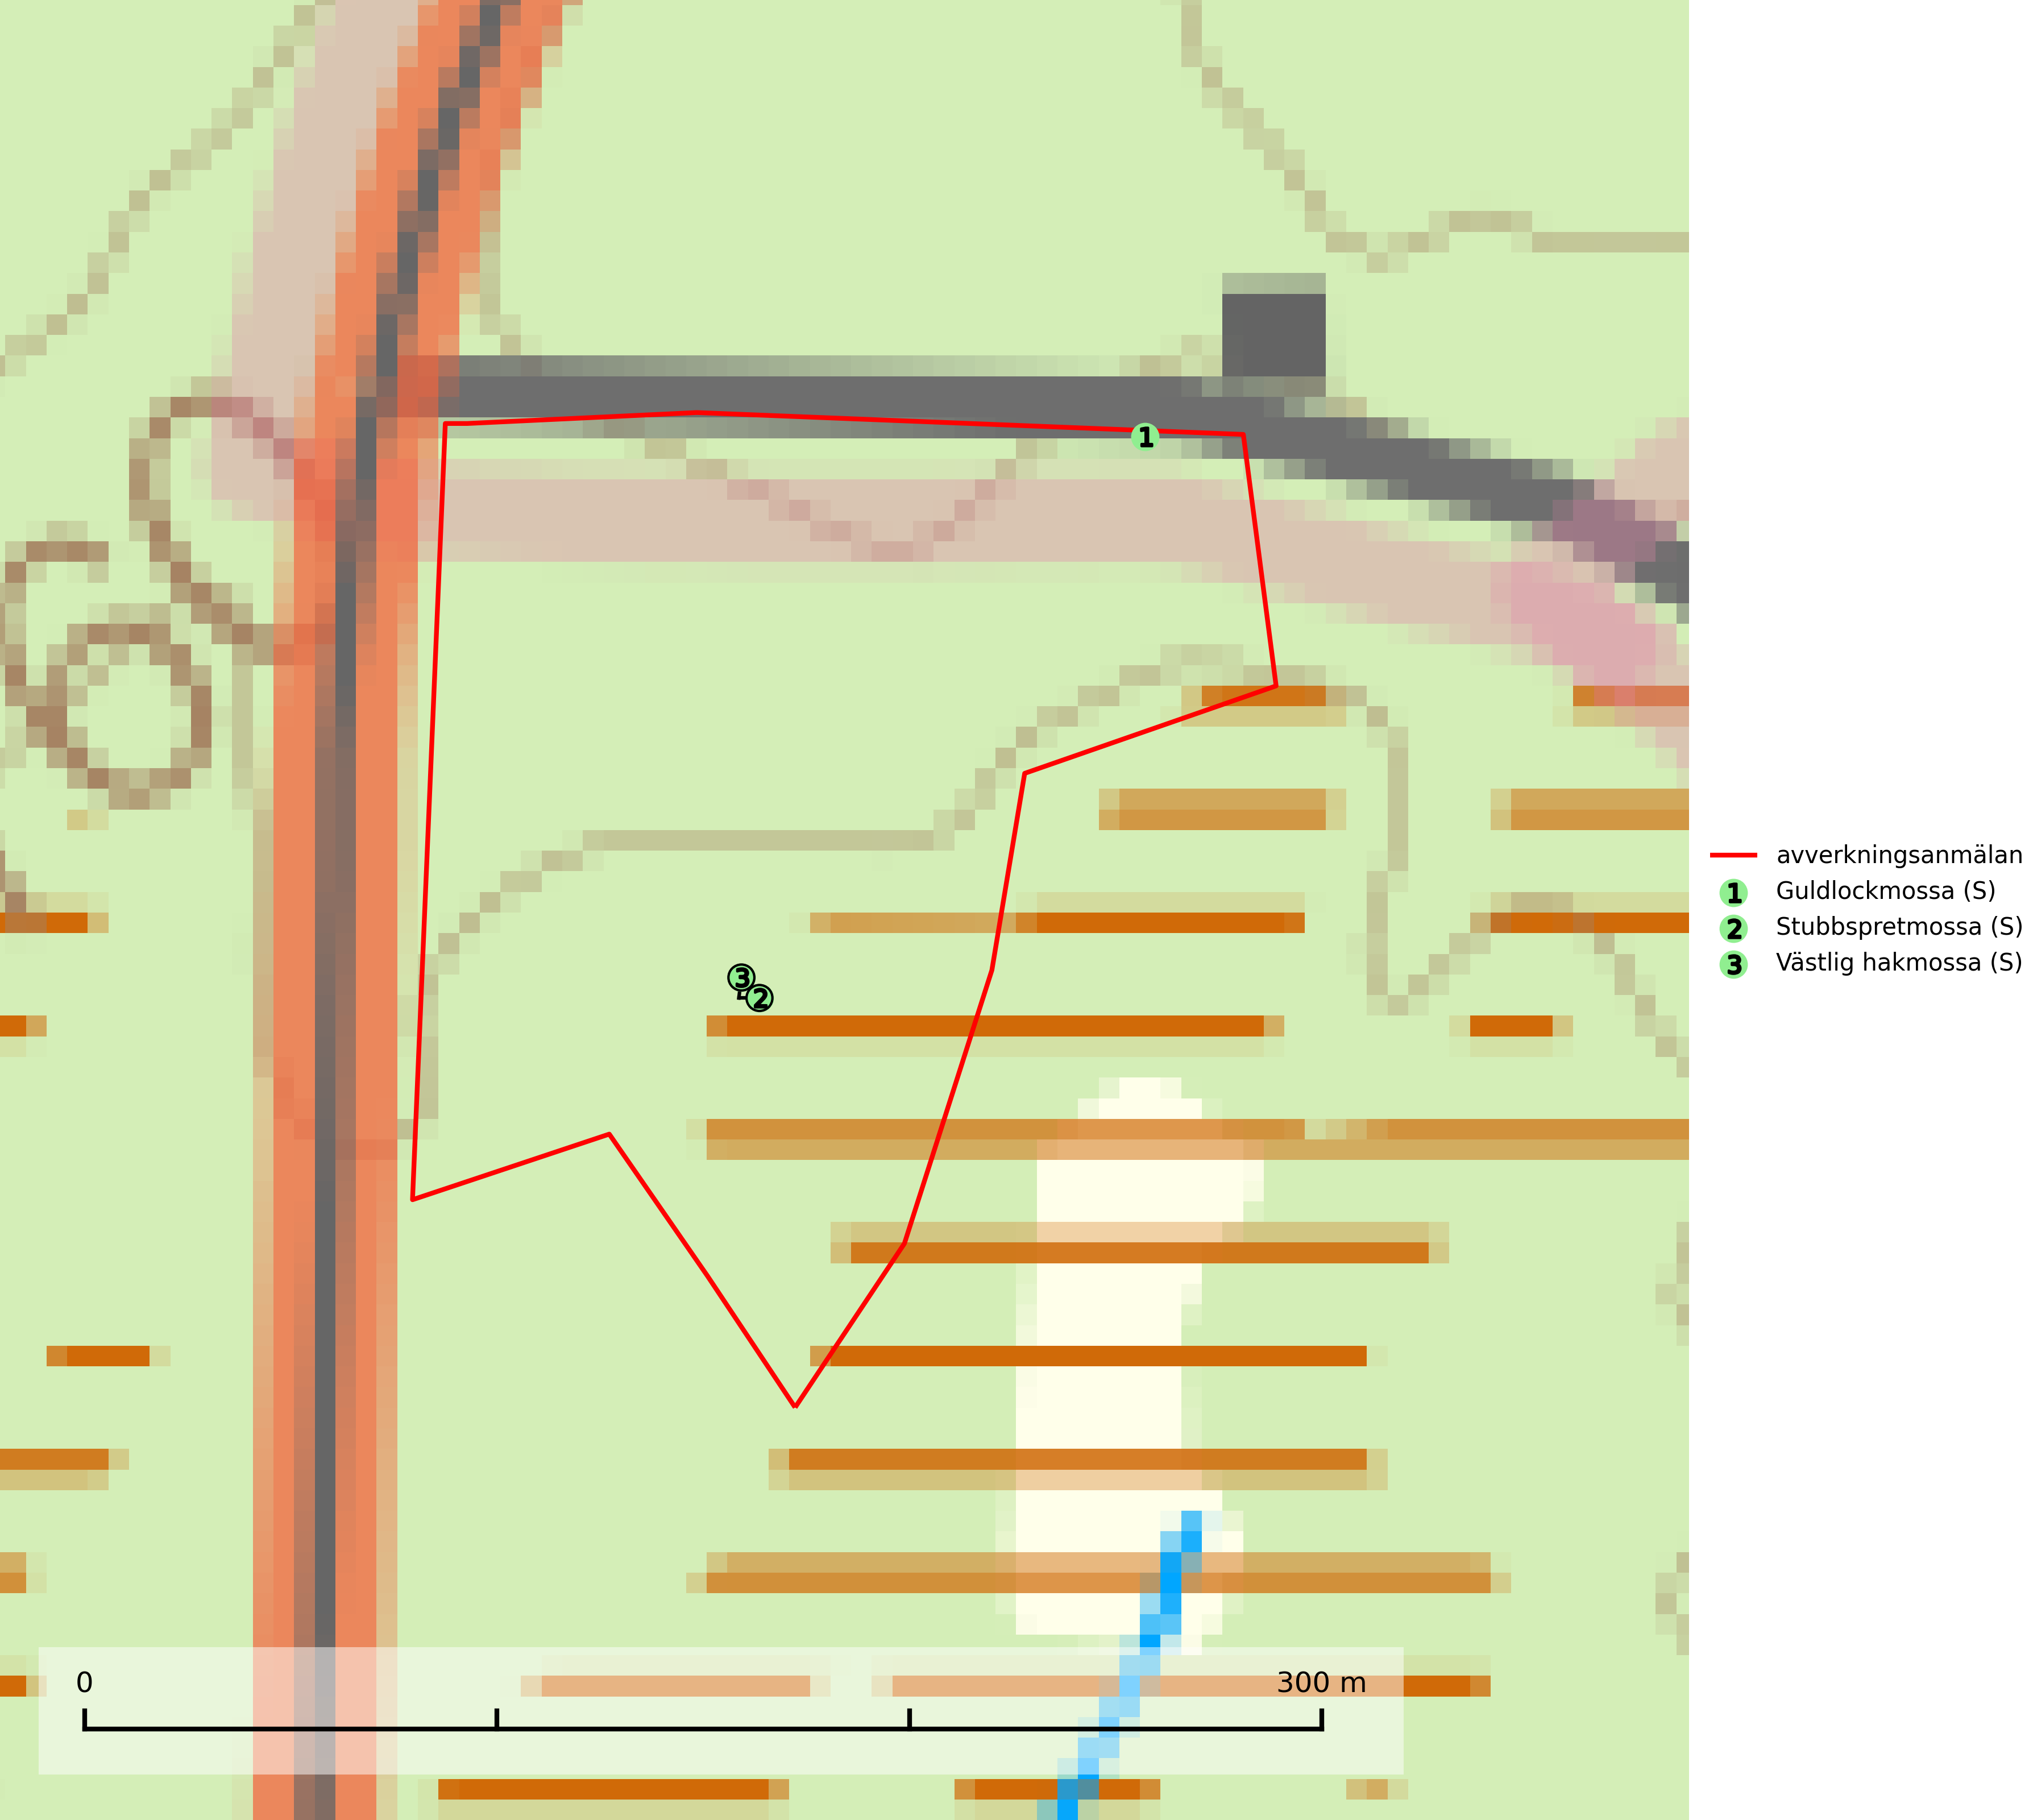 1
avverkningsanmälan
1 Guldlockmossa (S)
2 Stubbspretmossa (S)
3 Västlig hakmossa (S)
3
2
0 300 m